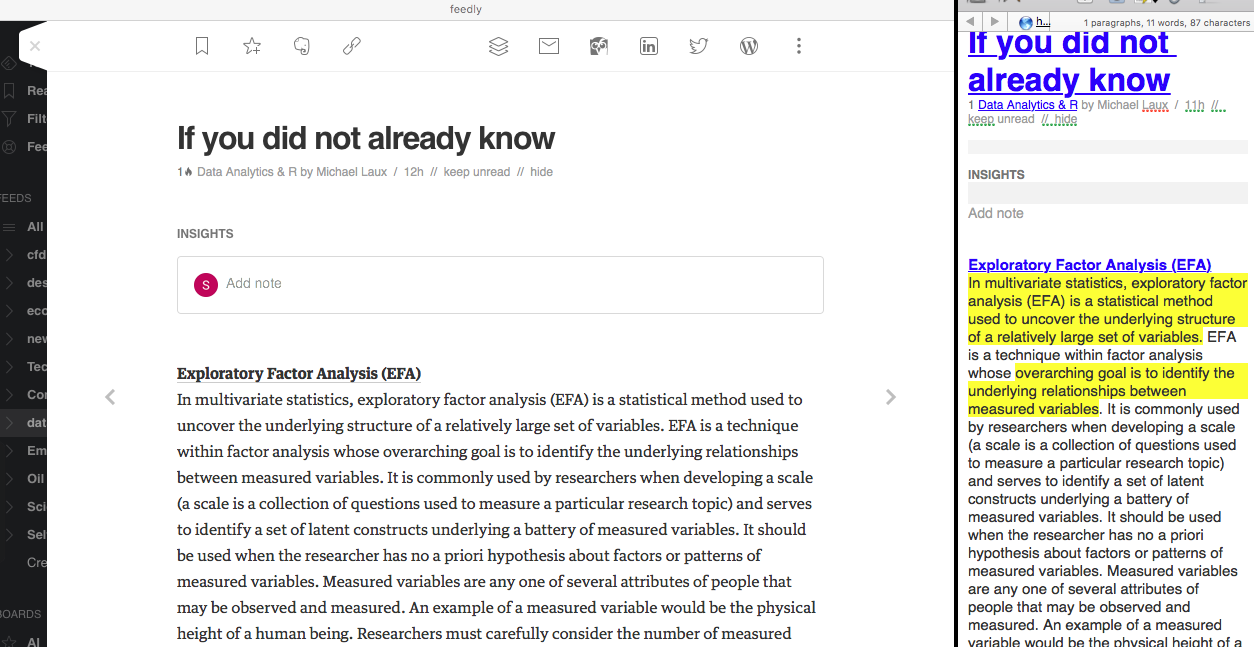 feedly
Rea
Filt
Fee
FEEDS
All
cfd
des
eco
nev
Tec
Cor
dat
Em
Oil
Sci
Sel
Cre
BOARDS
AI
If you did not already know
1 Data Analytics & R by Michael Laux / 12h // keep unread // hide
INSIGHTS
S Add note
Exploratory Factor Analysis (EFA)
In multivariate statistics, exploratory factor analysis (EFA) is a statistical method used to
uncover the underlying structure of a relatively large set of variables. EFA is a technique
within factor analysis whose overarching goal is to identify the underlying relationships
between measured variables. It is commonly used by researchers when developing a scale
(a scale is a collection of questions used to measure a particular research topic) and serves
to identify a set of latent constructs underlying a battery of measured variables. It should
be used when the researcher has no a priori hypothesis about factors or patterns of
measured variables. Measured variables are any one of several attributes of people that
may be observed and measured. An example of a measured variable would be the physical
height of a human being. Researchers must carefully consider the number of measured
h...
1 paragraphs, 11 words, 87 characters
If you did not
already know
1 Data Analytics & R by Michael Laux / 11h //
keep unread // hide
INSIGHTS
Add note
Exploratory Factor Analysis (EFA)
In multivariate statistics, exploratory factor
analysis (EFA) is a statistical method
used to uncover the underlying structure
of a relatively large set of variables. EFA
is a technique within factor analysis
whose overarching goal is to identify the
underlying relationships between
measured variables. It is commonly used
by researchers when developing a scale
(a scale is a collection of questions used
to measure a particular research topic)
and serves to identify a set of latent
constructs underlying a battery of
measured variables. It should be used
when the researcher has no a priori
hypothesis about factors or patterns of
measured variables. Measured variables
are any one of several attributes of
people that may be observed and
measured. An example of a measured
variable would be the physical height of a